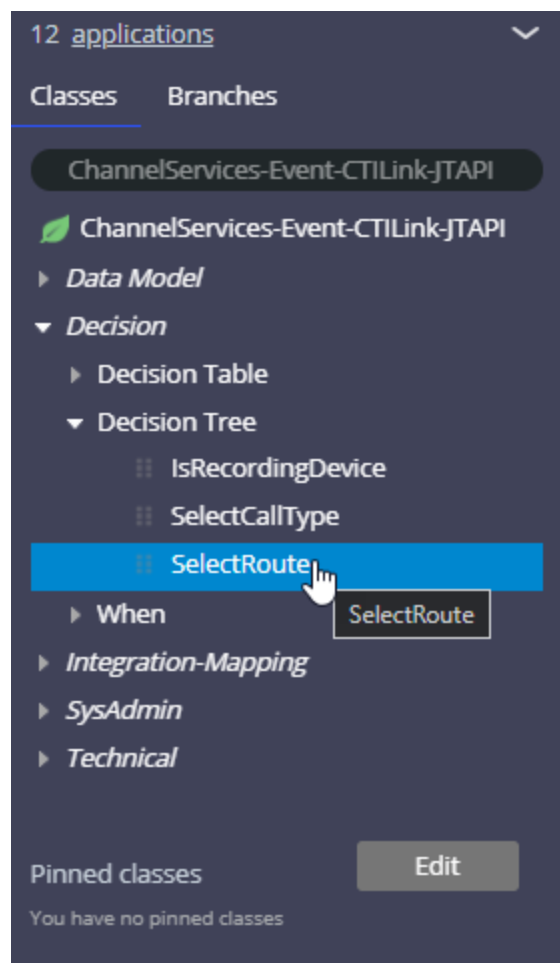 12 applications
Classes Branches
ChannelServices-Event-CTILink-JTAPI
ChannelServices-Event-CTILink-JTAPI
Data Model
Decision
Decision Table
Decision Tree
IsRecordingDevice
SelectCallType
SelectRoute
When
SelectRoute
Integration-Mapping
SysAdmin
Technical
Pinned classes Edit
You have no pinned classes